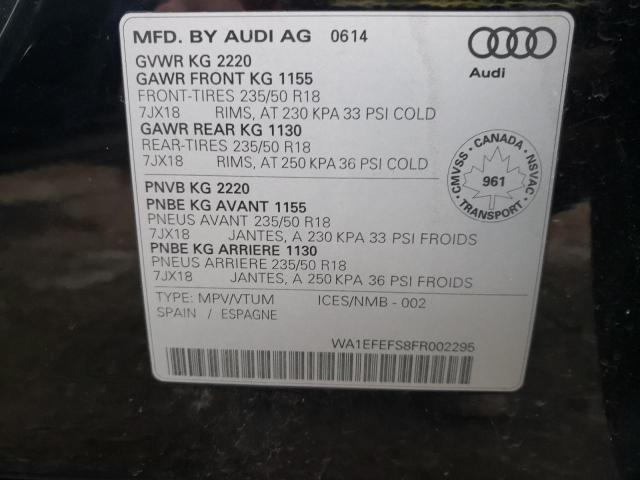 MFD. BY AUDI AG 0614
Audi
GVWR KG 2220
GAWR FRONT KG 1155
FRONT-TIRES 235/50 R18
7JX18 RIMS, AT 230 KPA 33 PSI COLD
GAWR REAR KG 1130
REAR-TIRES 235/50 R18
7JX18 RIMS, AT 250 KPA 36 PSI COLD
CMVSS - CANADA - NSVAC
961
TRANSPORT
PNVB KG 2220
PNBE KG AVANT 1155
PNEUS AVANT 235/50 R18
7JX18 JANTES, A 230 KPA 33 PSI FROIDS
PNBE KG ARRIERE 1130
PNEUS ARRIERE 235/50 R18
7JX18 JANTES, A 250 KPA 36 PSI FROIDS
TYPE: MPV/VTUM ICES/NMB - 002
SPAIN / ESPAGNE
WA1EFEFS8FR002295